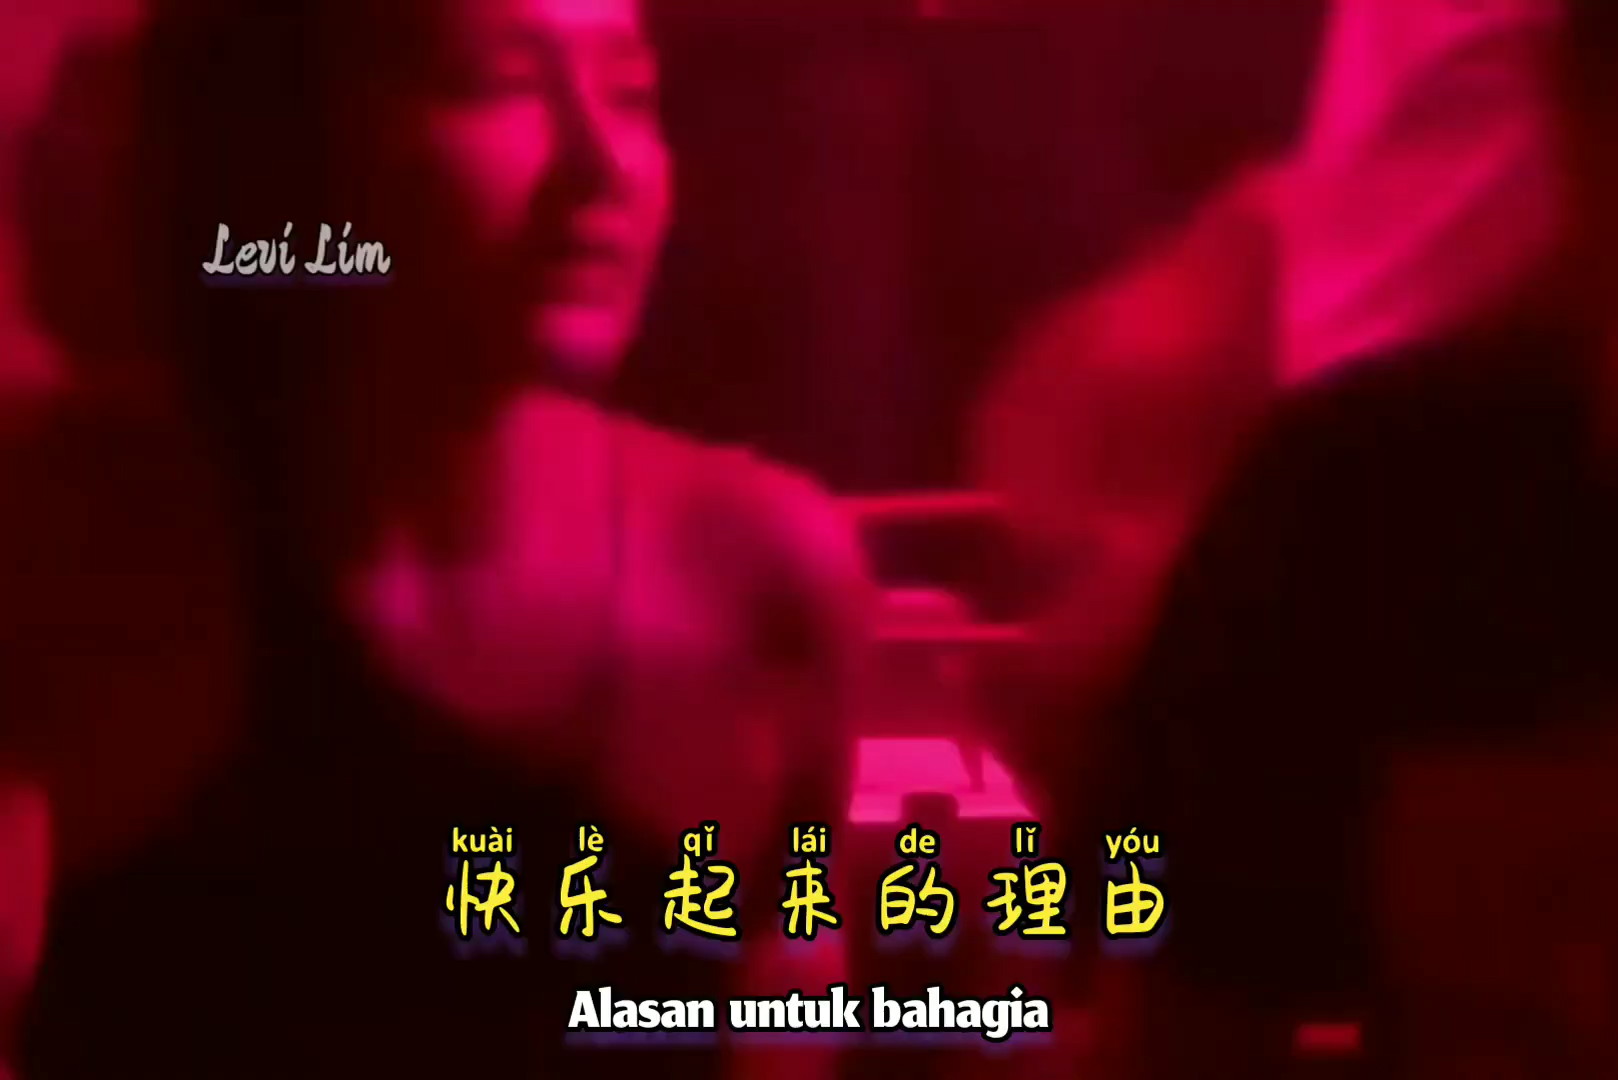 Levi Lim
kuài lè qǐ lái de lǐ yóu
快乐起来的理由
Alasan untuk bahagia